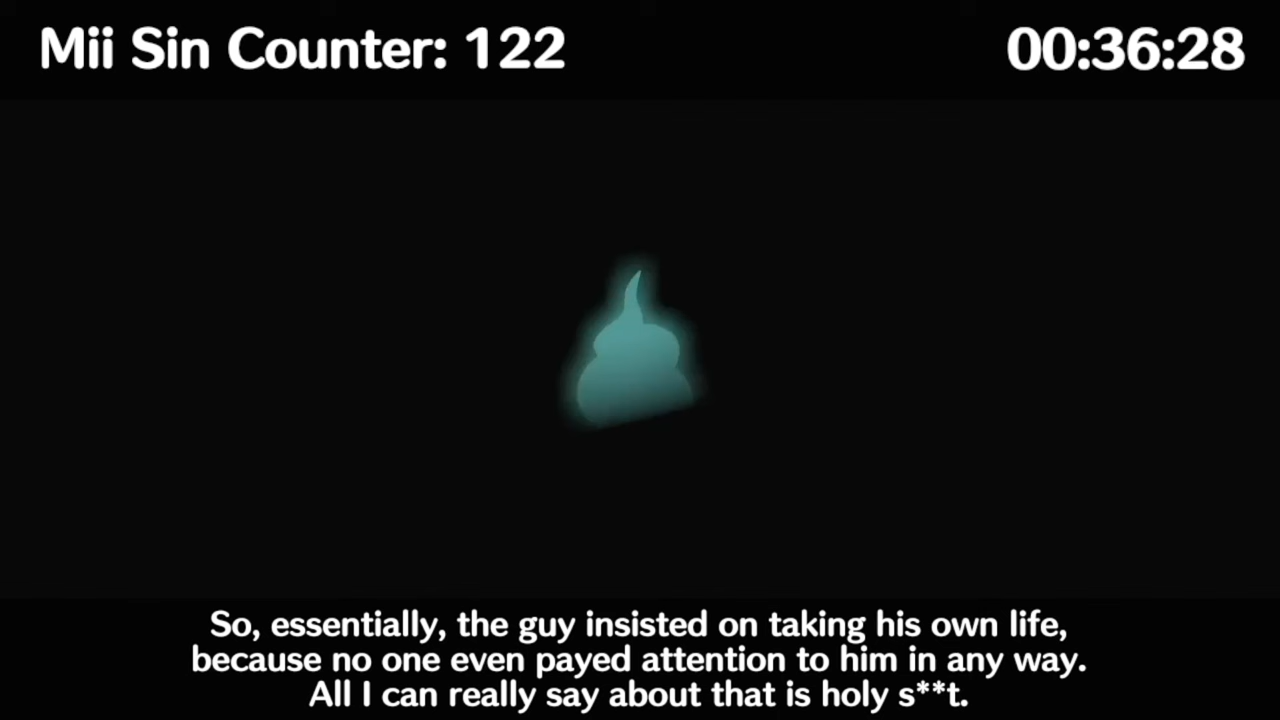 Mii Sin Counter: 122
00:36:28
So, essentially, the guy insisted on taking his own life,
because no one even payed attention to him in any way.
All I can really say about that is holy s**t.